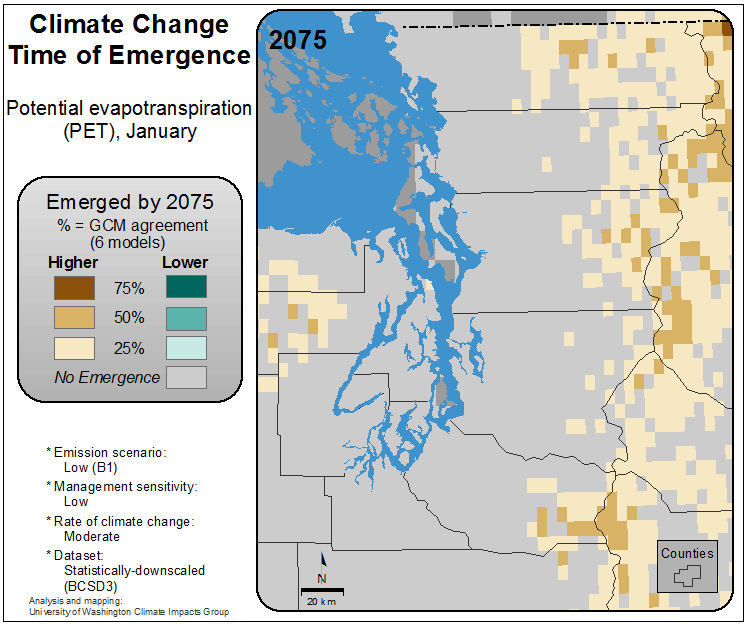 Climate Change
Time of Emergence
Potential evapotranspiration
(PET), January
Emerged by 2075
% = GCM agreement
(6 models)
Higher Lower
75%
50%
25%
No Emergence
* Emission scenario:
Low (B1)
* Management sensitivity:
Low
* Rate of climate change:
Moderate
* Dataset:
Statistically-downscaled
(BCSD3)
Analysis and mapping:
University of Washington Climate Impacts Group
2075
N
20 km
Counties